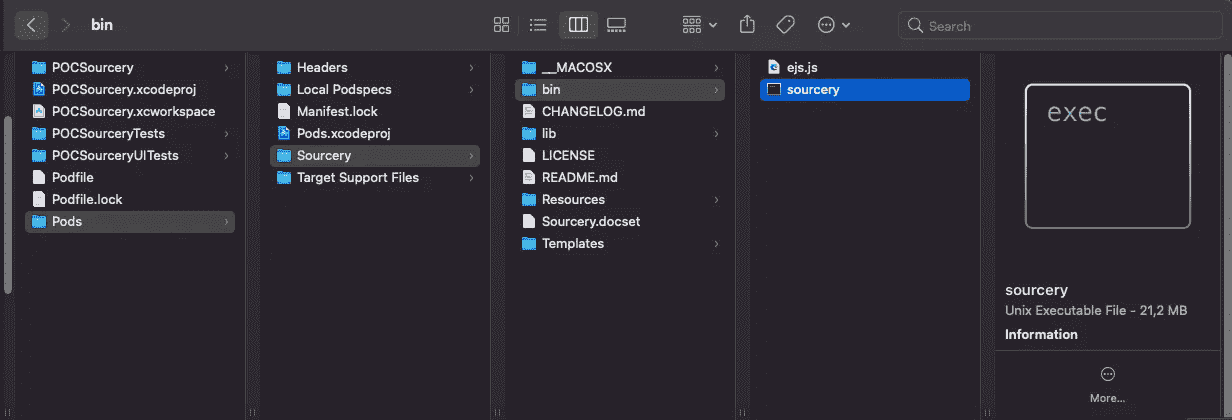 bin
Search
POCSourcery
POCSourcery.xcodeproj
POCSourcery.xcworkspace
POCSourceryTests
POCSourceryUITests
Podfile
Podfile.lock
Pods
Headers
Local Podspecs
Manifest.lock
Pods.xcodeproj
Sourcery
Target Support Files
__MACOSX
bin
CHANGELOG.md
lib
LICENSE
README.md
Resources
Sourcery.docset
Templates
ejs.js
sourcery
exec
sourcery
Unix Executable File - 21,2 MB
Information
More...